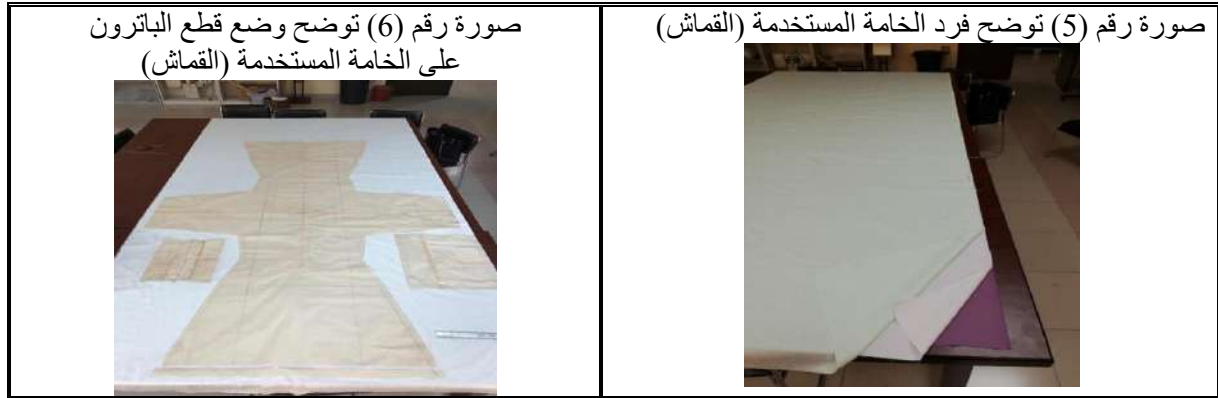 صورة رقم (5) توضح فرد الخامة المستخدمة (القماش)
صورة رقم (6) توضح وضع قطع الباترون
على الخامة المستخدمة (القماش)